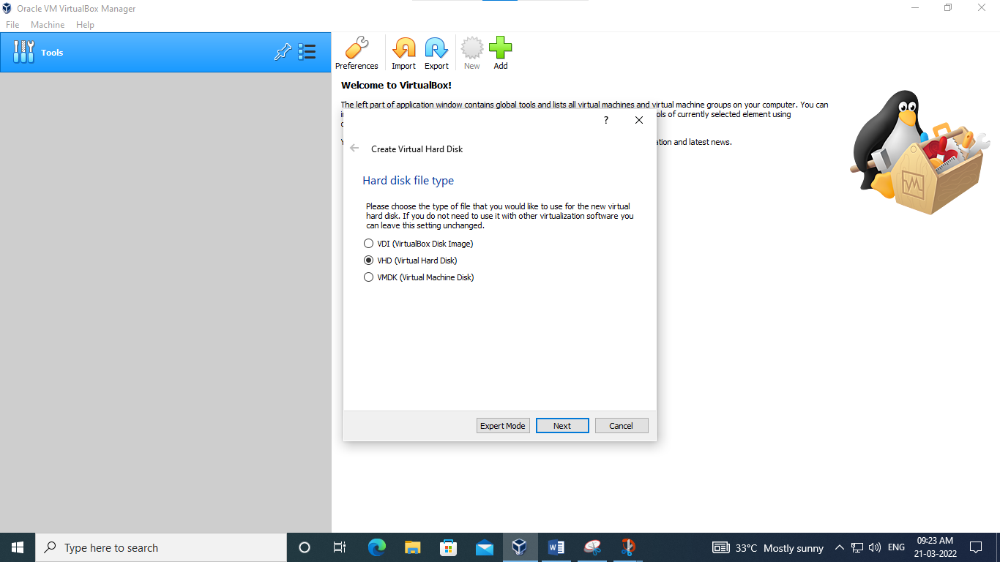 Oracle VM VirtualBox Manager
File Machine Help
Tools
Preferences Import Export New Add
Welcome to VirtualBox!
The left part of application window contains global tools and lists all virtual machines and virtual machine groups on your computer. You can
ols of currently selected element using
ation and latest news.
? 
Create Virtual Hard Disk
Hard disk file type
Please choose the type of file that you would like to use for the new virtual
hard disk. If you do not need to use it with other virtualization software you
can leave this setting unchanged.
VDI (VirtualBox Disk Image)
VHD (Virtual Hard Disk)
VMDK (Virtual Machine Disk)
Expert Mode Next Cancel
Type here to search
33°C Mostly sunny
ENG
09:23 AM
21-03-2022